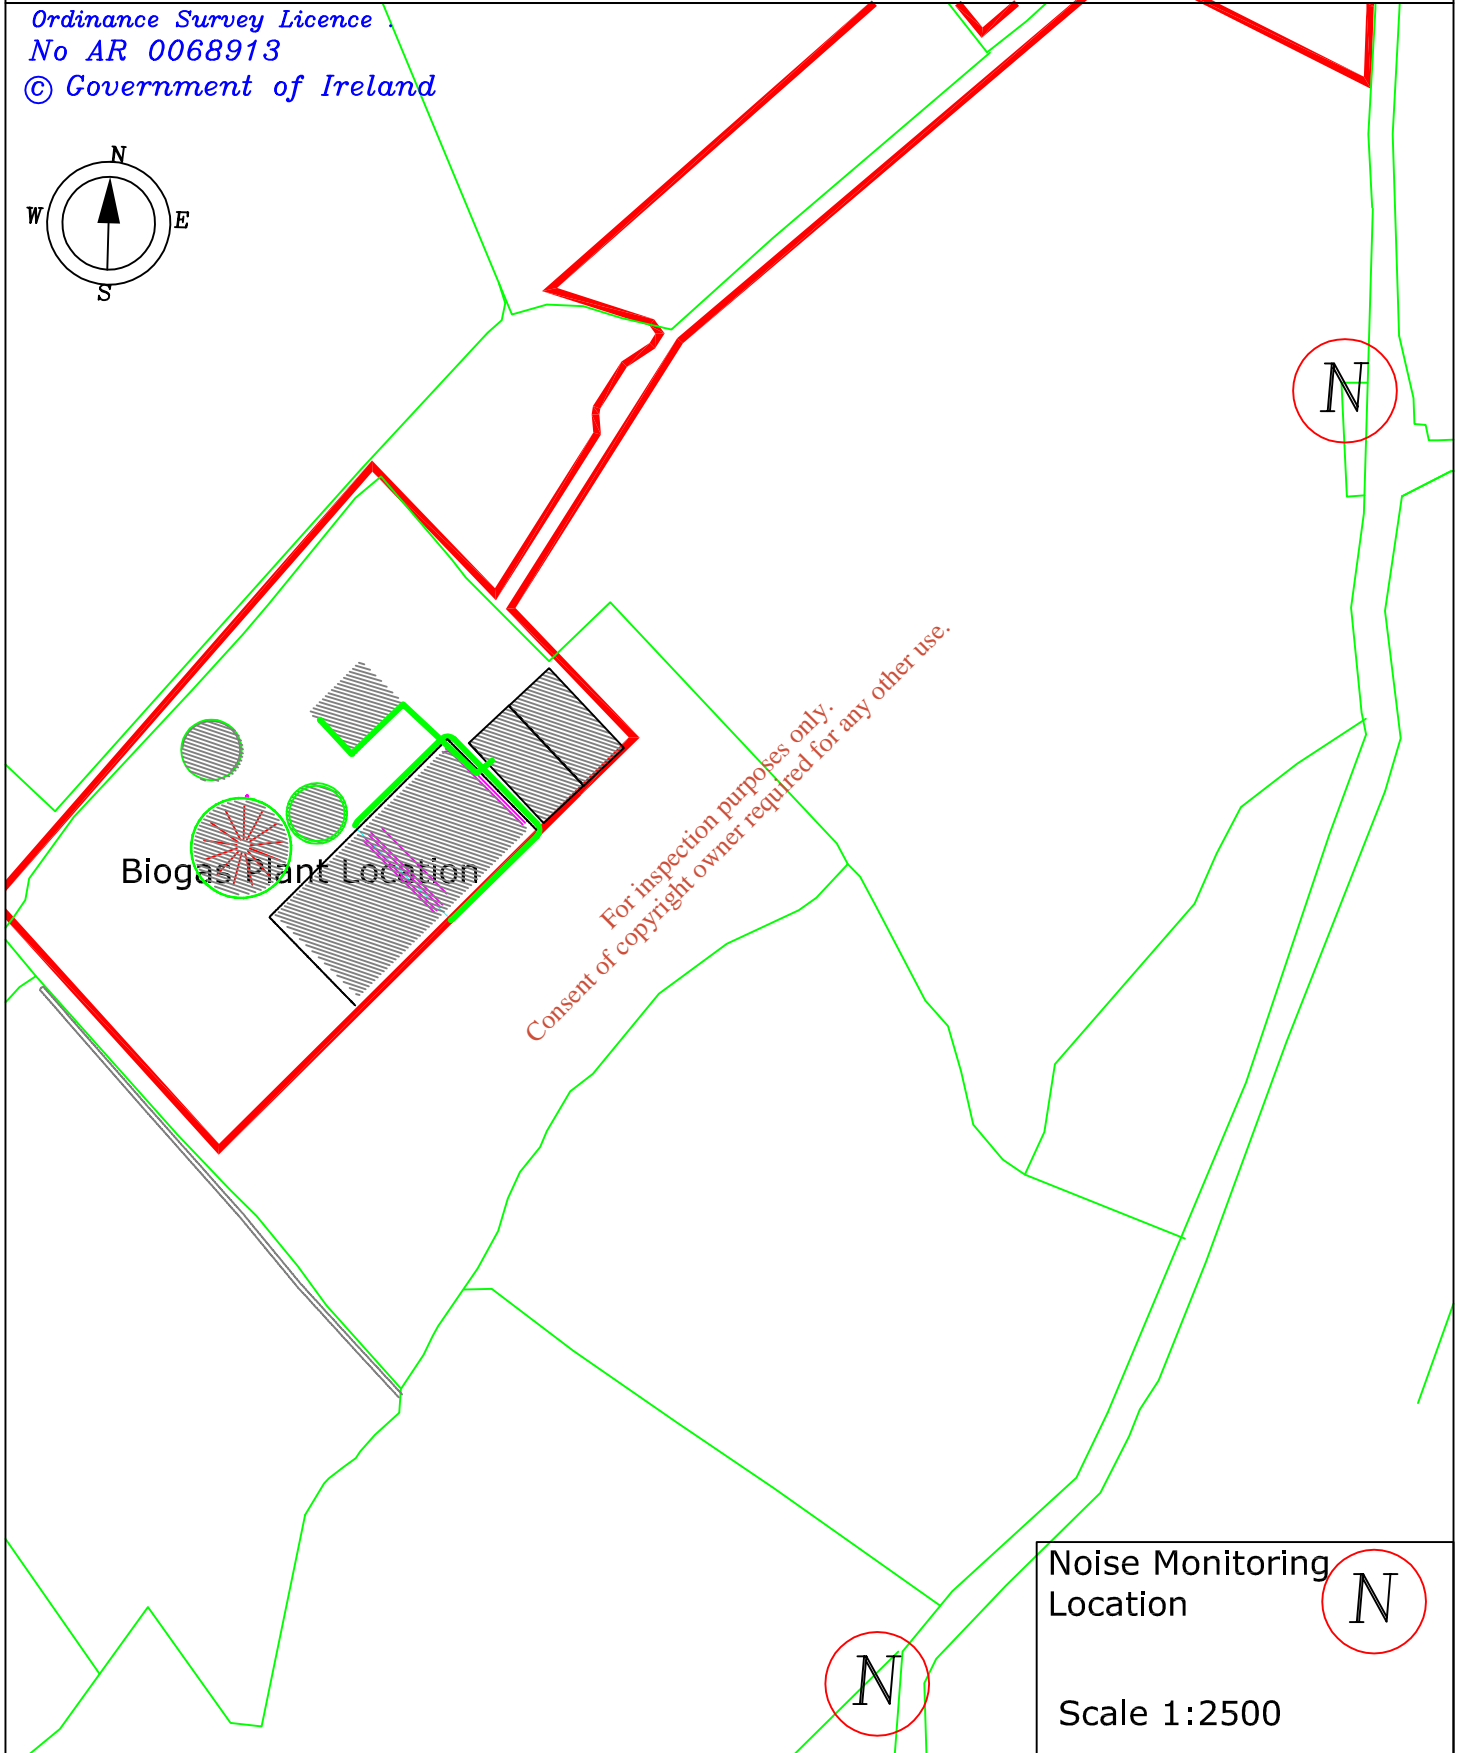 Ordinance Survey Licence .
No AR 0068913
© Government of Ireland
N
W E
S
N
For inspection purposes only.
Consent of copyright owner required for any other use.
Biogas Plant Location
Noise Monitoring
Location
N
N
Scale 1:2500